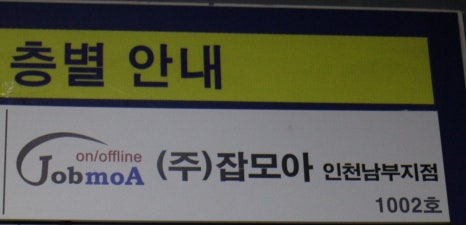 층별 안내
on/offline
JobmoA
(주)잡모아 인천남부지점
1002호